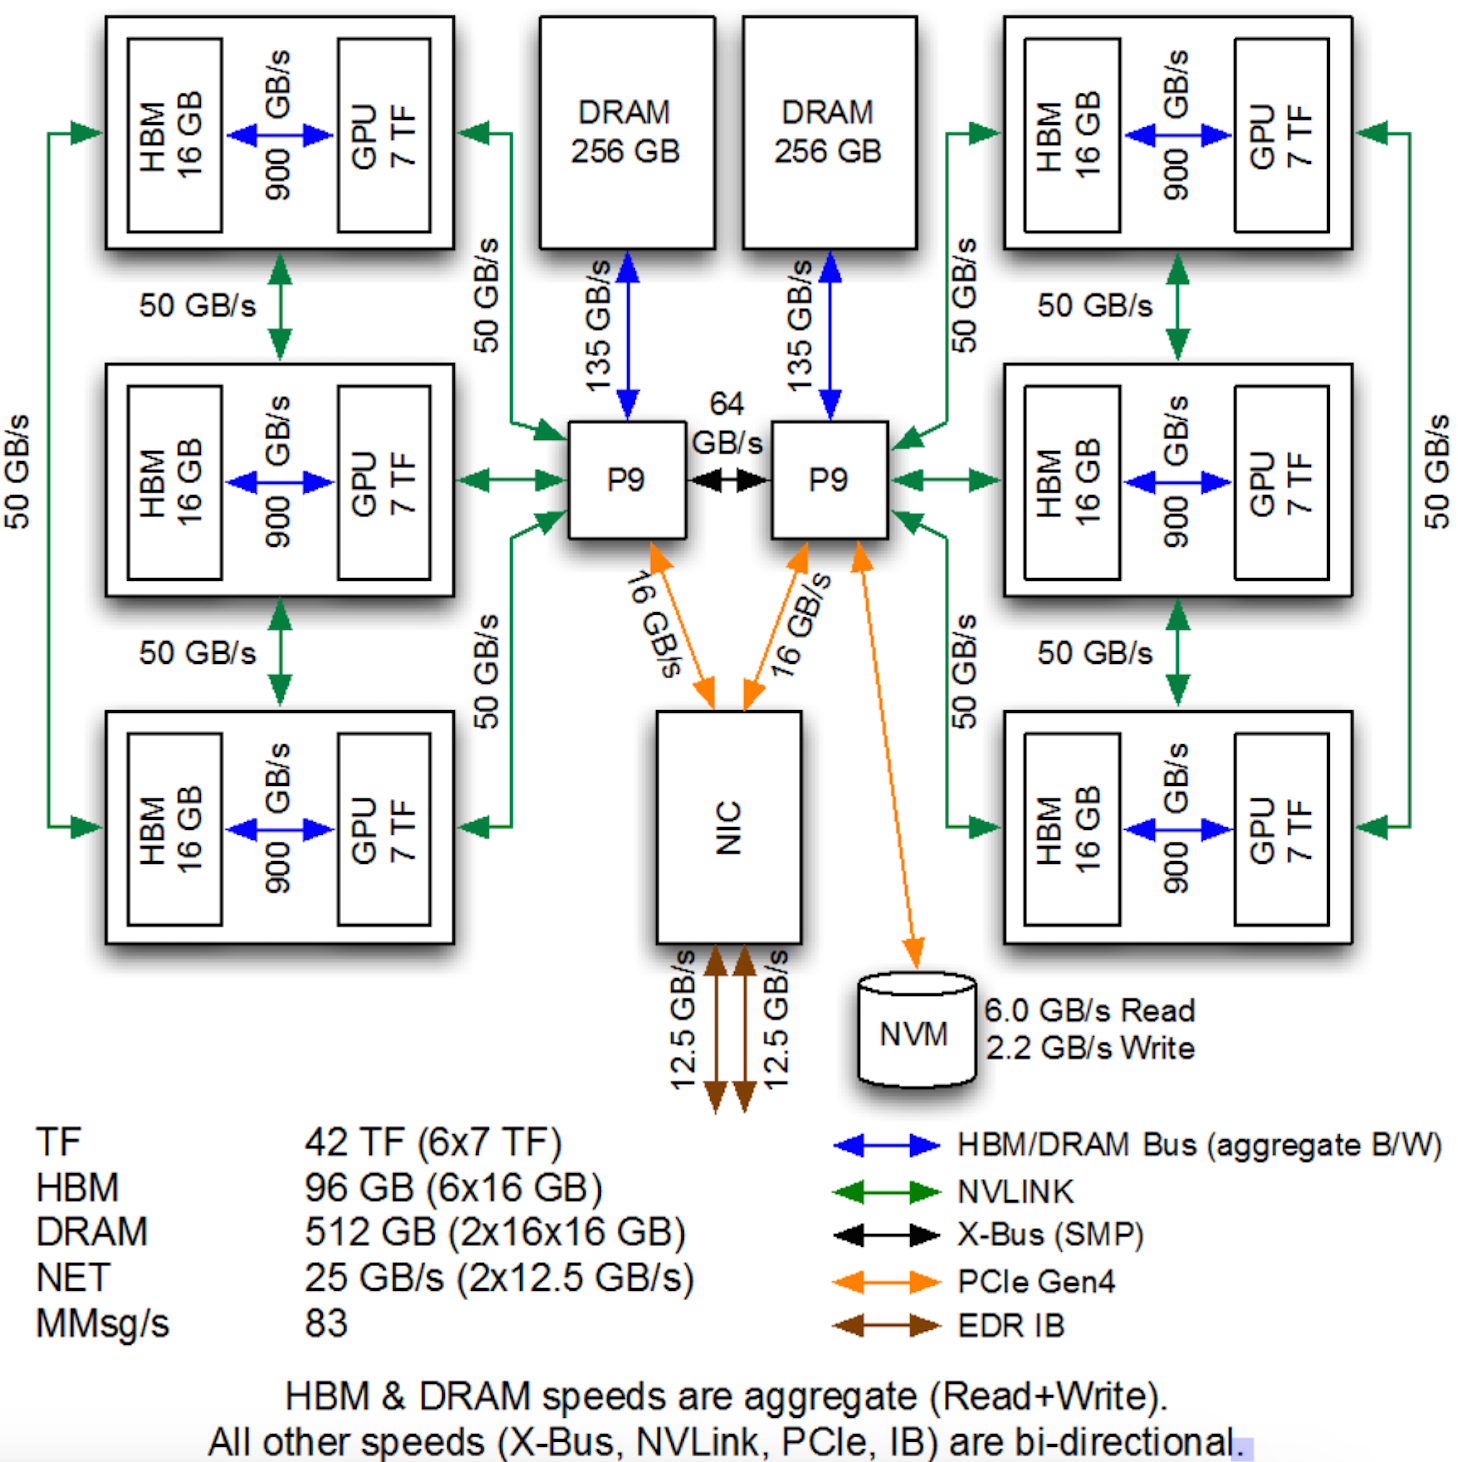 HBM
16 GB
900 GB/s
GPU
7 TF
DRAM
256 GB
DRAM
256 GB
HBM
16 GB
900 GB/s
GPU
7 TF
50 GB/s
50 GB/s
135 GB/s
135 GB/s
50 GB/s
50 GB/s
50 GB/s
HBM
16 GB
900 GB/s
GPU
7 TF
64
GB/s
P9
P9
HBM
16 GB
900 GB/s
GPU
7 TF
50 GB/s
50 GB/s
50 GB/s
16 GB/s
16 GB/s
50 GB/s
50 GB/s
50 GB/s
HBM
16 GB
900 GB/s
GPU
7 TF
NIC
HBM
16 GB
900 GB/s
GPU
7 TF
12.5 GB/s
12.5 GB/s
NVM
6.0 GB/s Read
2.2 GB/s Write
TF 42 TF (6x7 TF)
HBM 96 GB (6x16 GB)
DRAM 512 GB (2x16x16 GB)
NET 25 GB/s (2x12.5 GB/s)
MMsg/s 83
HBM/DRAM Bus (aggregate B/W)
NVLINK
X-Bus (SMP)
PCIe Gen4
EDR IB
HBM & DRAM speeds are aggregate (Read+Write).
All other speeds (X-Bus, NVLink, PCIe, IB) are bi-directional.